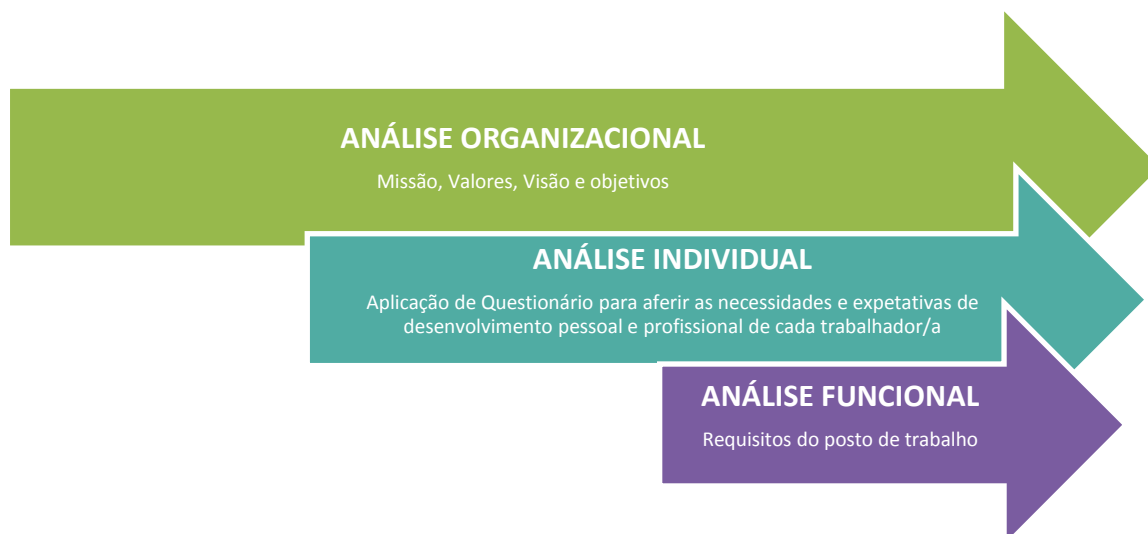 ANÁLISE ORGANIZACIONAL
Missão, Valores, Visão e objetivos
ANÁLISE INDIVIDUAL
Aplicação de Questionário para aferir as necessidades e expetativas de
desenvolvimento pessoal e profissional de cada trabalhador/a
ANÁLISE FUNCIONAL
Requisitos do posto de trabalho